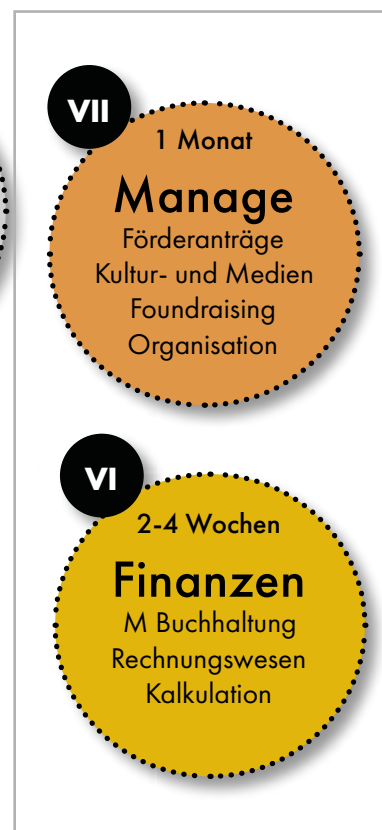 VII
1 Monat
Manage
Förderanträge
Kultur- und Medien
Foundraising
Organisation
VI
2-4 Wochen
Finanzen
M Buchhaltung
Rechnungswesen
Kalkulation